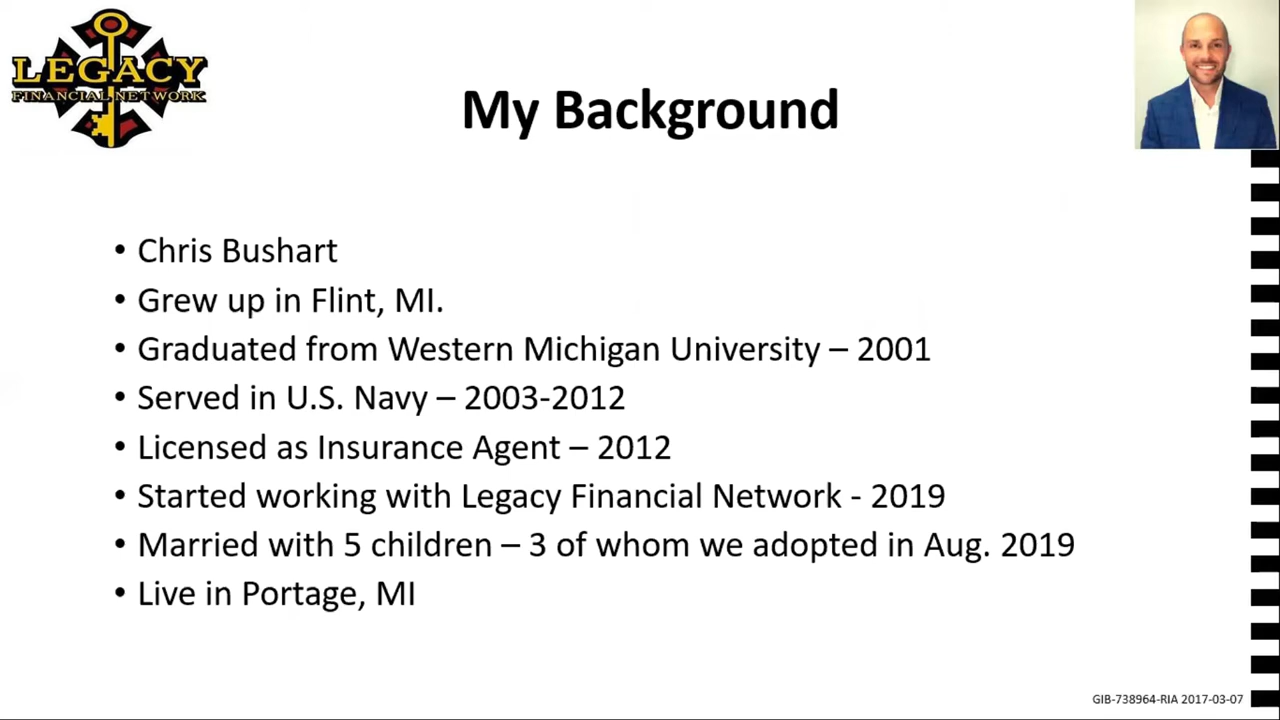 LEGACY
FINANCIAL NETWORK
My Background
• Chris Bushart
• Grew up in Flint, MI.
• Graduated from Western Michigan University – 2001
• Served in U.S. Navy – 2003-2012
• Licensed as Insurance Agent – 2012
• Started working with Legacy Financial Network - 2019
• Married with 5 children – 3 of whom we adopted in Aug. 2019
• Live in Portage, MI
GIB-738964-RIA 2017-03-07